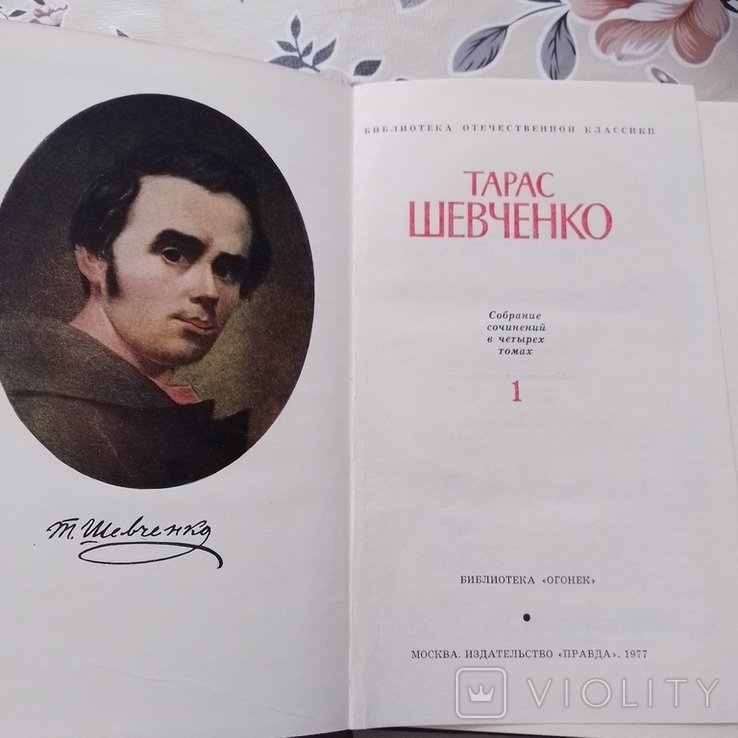 Т. Шевченко
БИБЛИОТЕКА ОТЕЧЕСТВЕННОЙ КЛАССИКИ
ТАРАС
ШЕВЧЕНКО
Собрание
сочинений
в четырех
томах
1
БИБЛИОТЕКА «ОГОНЕК»
МОСКВА. ИЗДАТЕЛЬСТВО «ПРАВДА». 1977
VIOLITY